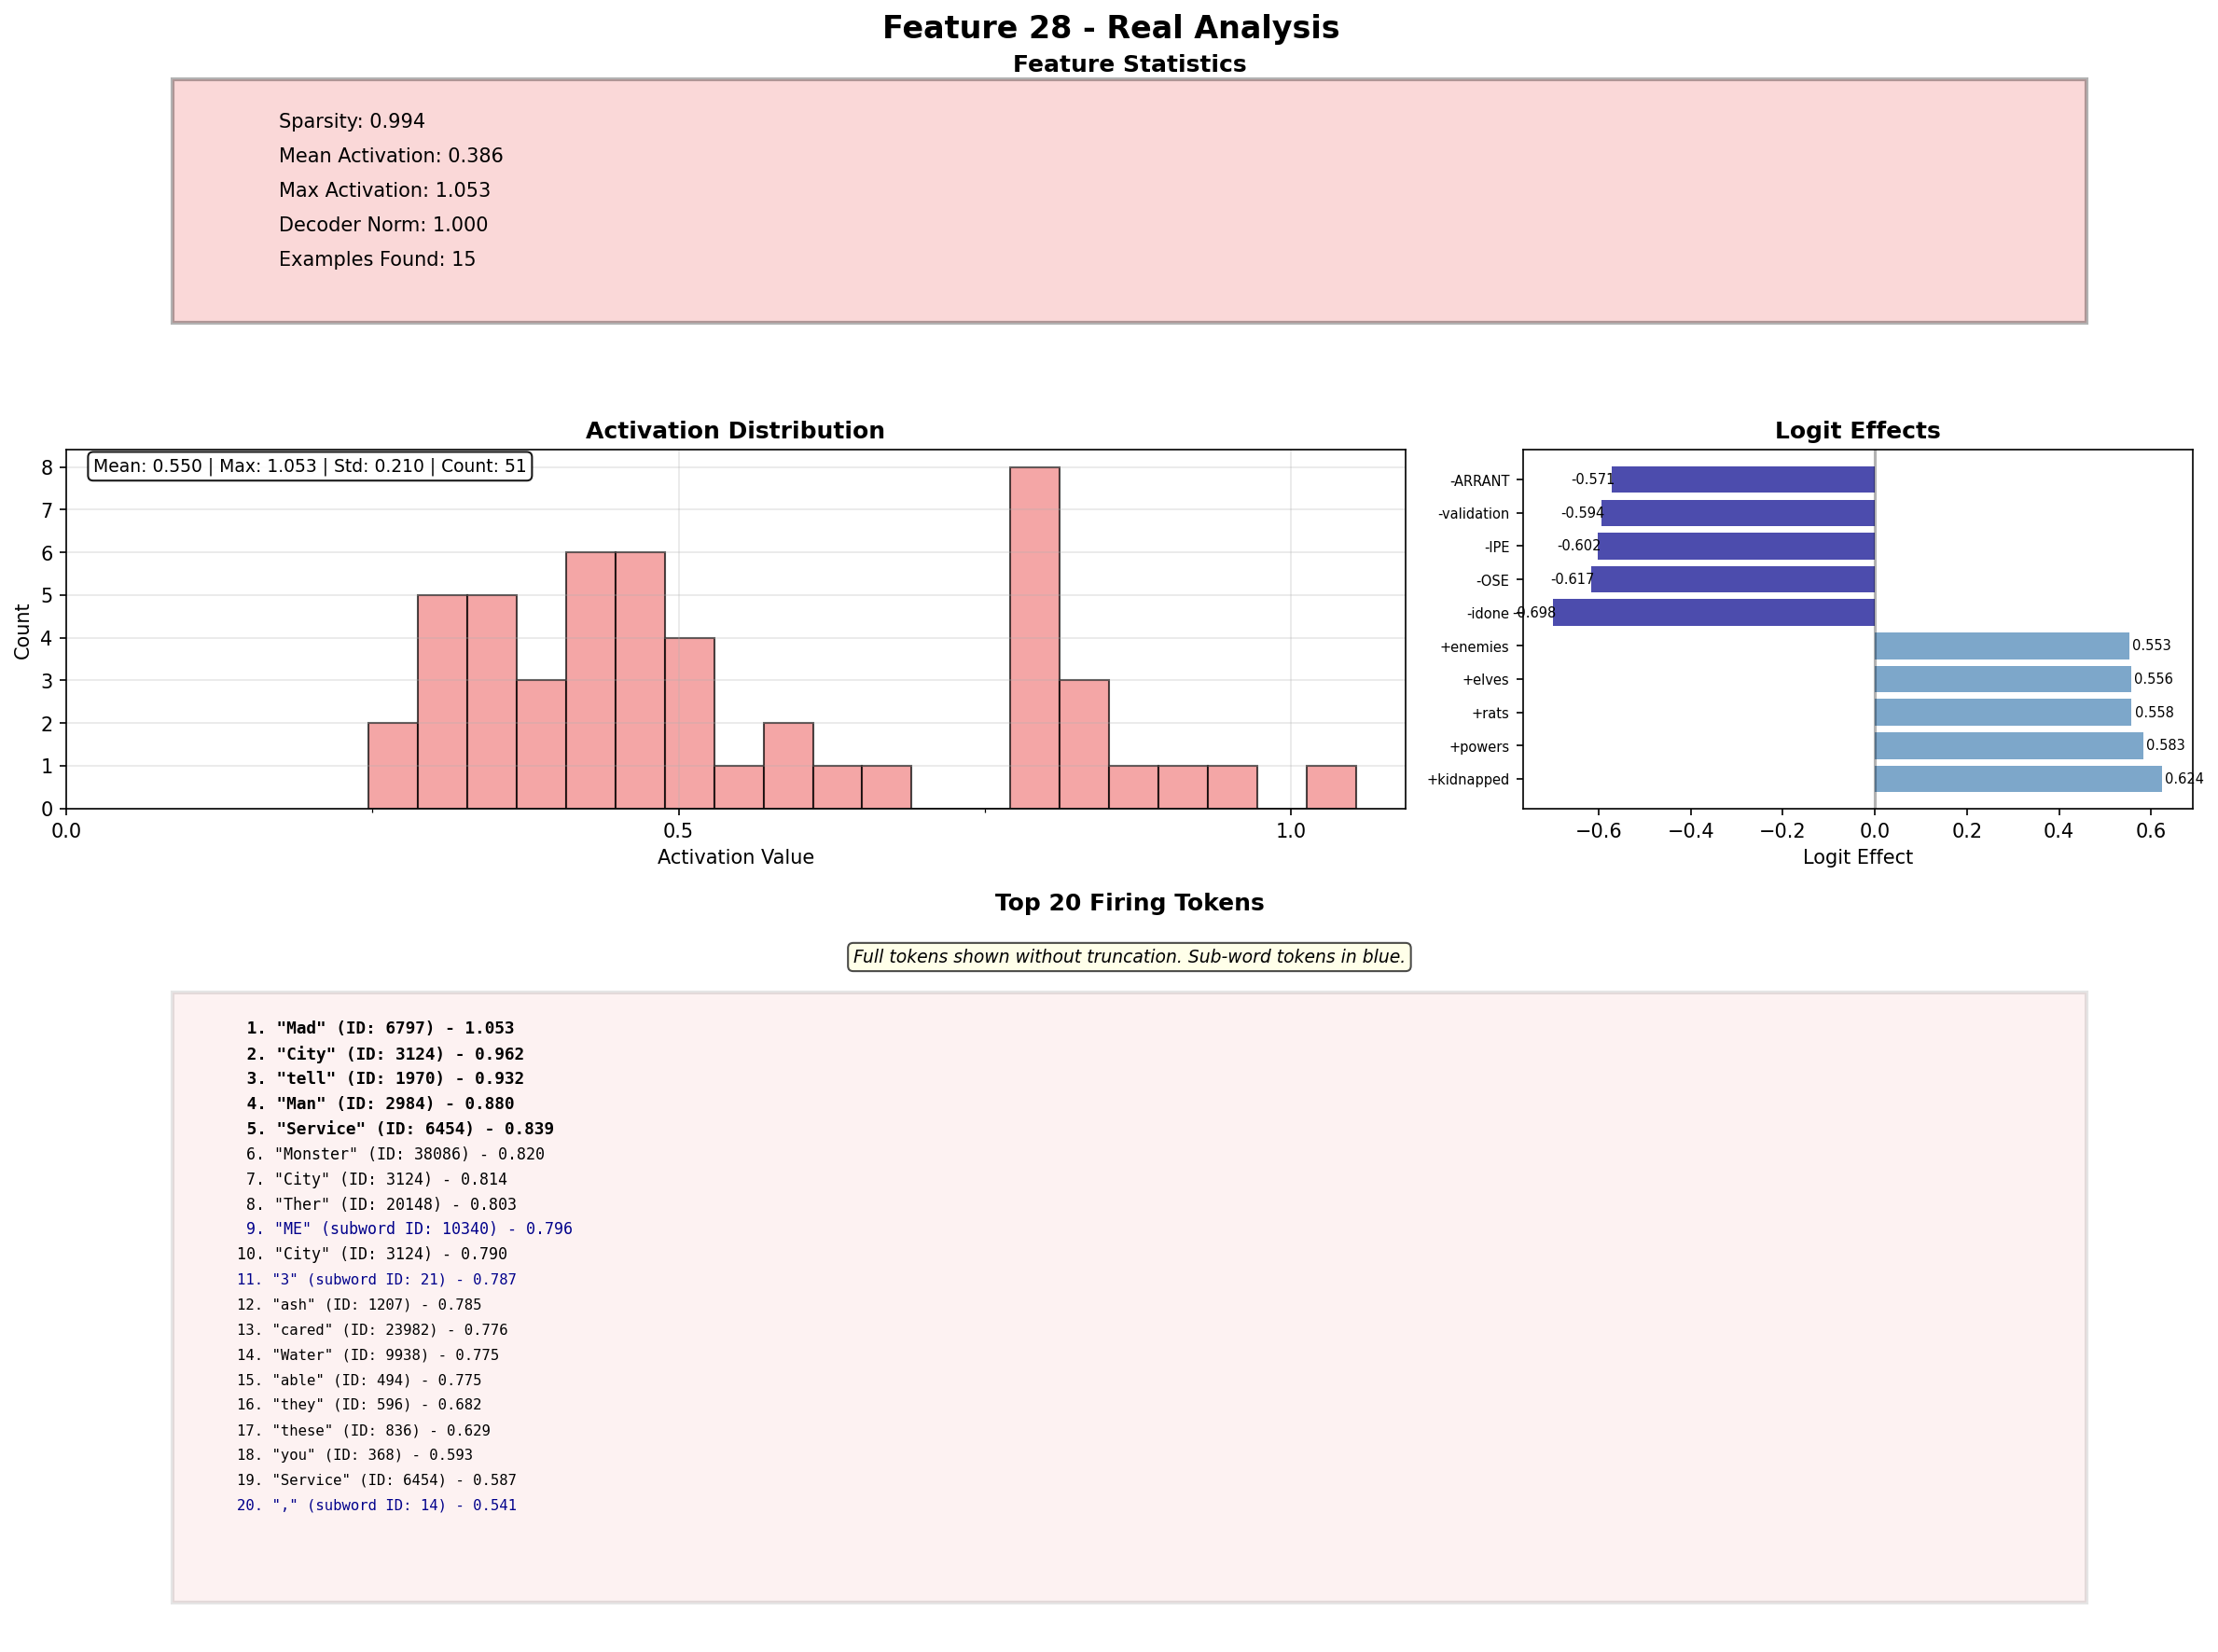 Feature 28 - Real Analysis
Feature Statistics
Sparsity: 0.994
Mean Activation: 0.386
Max Activation: 1.053
Decoder Norm: 1.000
Examples Found: 15
Activation Distribution
Mean: 0.550 | Max: 1.053 | Std: 0.210 | Count: 51
8
7
6
5
4
3
2
1
0
Count
0.0
0.5
1.0
Activation Value
Logit Effects
-ARRANT
-0.571
-validation
-0.594
-IPE
-0.602
-OSE
-0.617
-idone
-0.698
+enemies
0.553
+elves
0.556
+rats
0.558
+powers
0.583
+kidnapped
0.624
−0.6
−0.4
−0.2
0.0
0.2
0.4
0.6
Logit Effect
Top 20 Firing Tokens
Full tokens shown without truncation. Sub-word tokens in blue.
1. "Mad" (ID: 6797) - 1.053
2. "City" (ID: 3124) - 0.962
3. "tell" (ID: 1970) - 0.932
4. "Man" (ID: 2984) - 0.880
5. "Service" (ID: 6454) - 0.839
6. "Monster" (ID: 38086) - 0.820
7. "City" (ID: 3124) - 0.814
8. "Ther" (ID: 20148) - 0.803
9. "ME" (subword ID: 10340) - 0.796
10. "City" (ID: 3124) - 0.790
11. "3" (subword ID: 21) - 0.787
12. "ash" (ID: 1207) - 0.785
13. "cared" (ID: 23982) - 0.776
14. "Water" (ID: 9938) - 0.775
15. "able" (ID: 494) - 0.775
16. "they" (ID: 596) - 0.682
17. "these" (ID: 836) - 0.629
18. "you" (ID: 368) - 0.593
19. "Service" (ID: 6454) - 0.587
20. "," (subword ID: 14) - 0.541